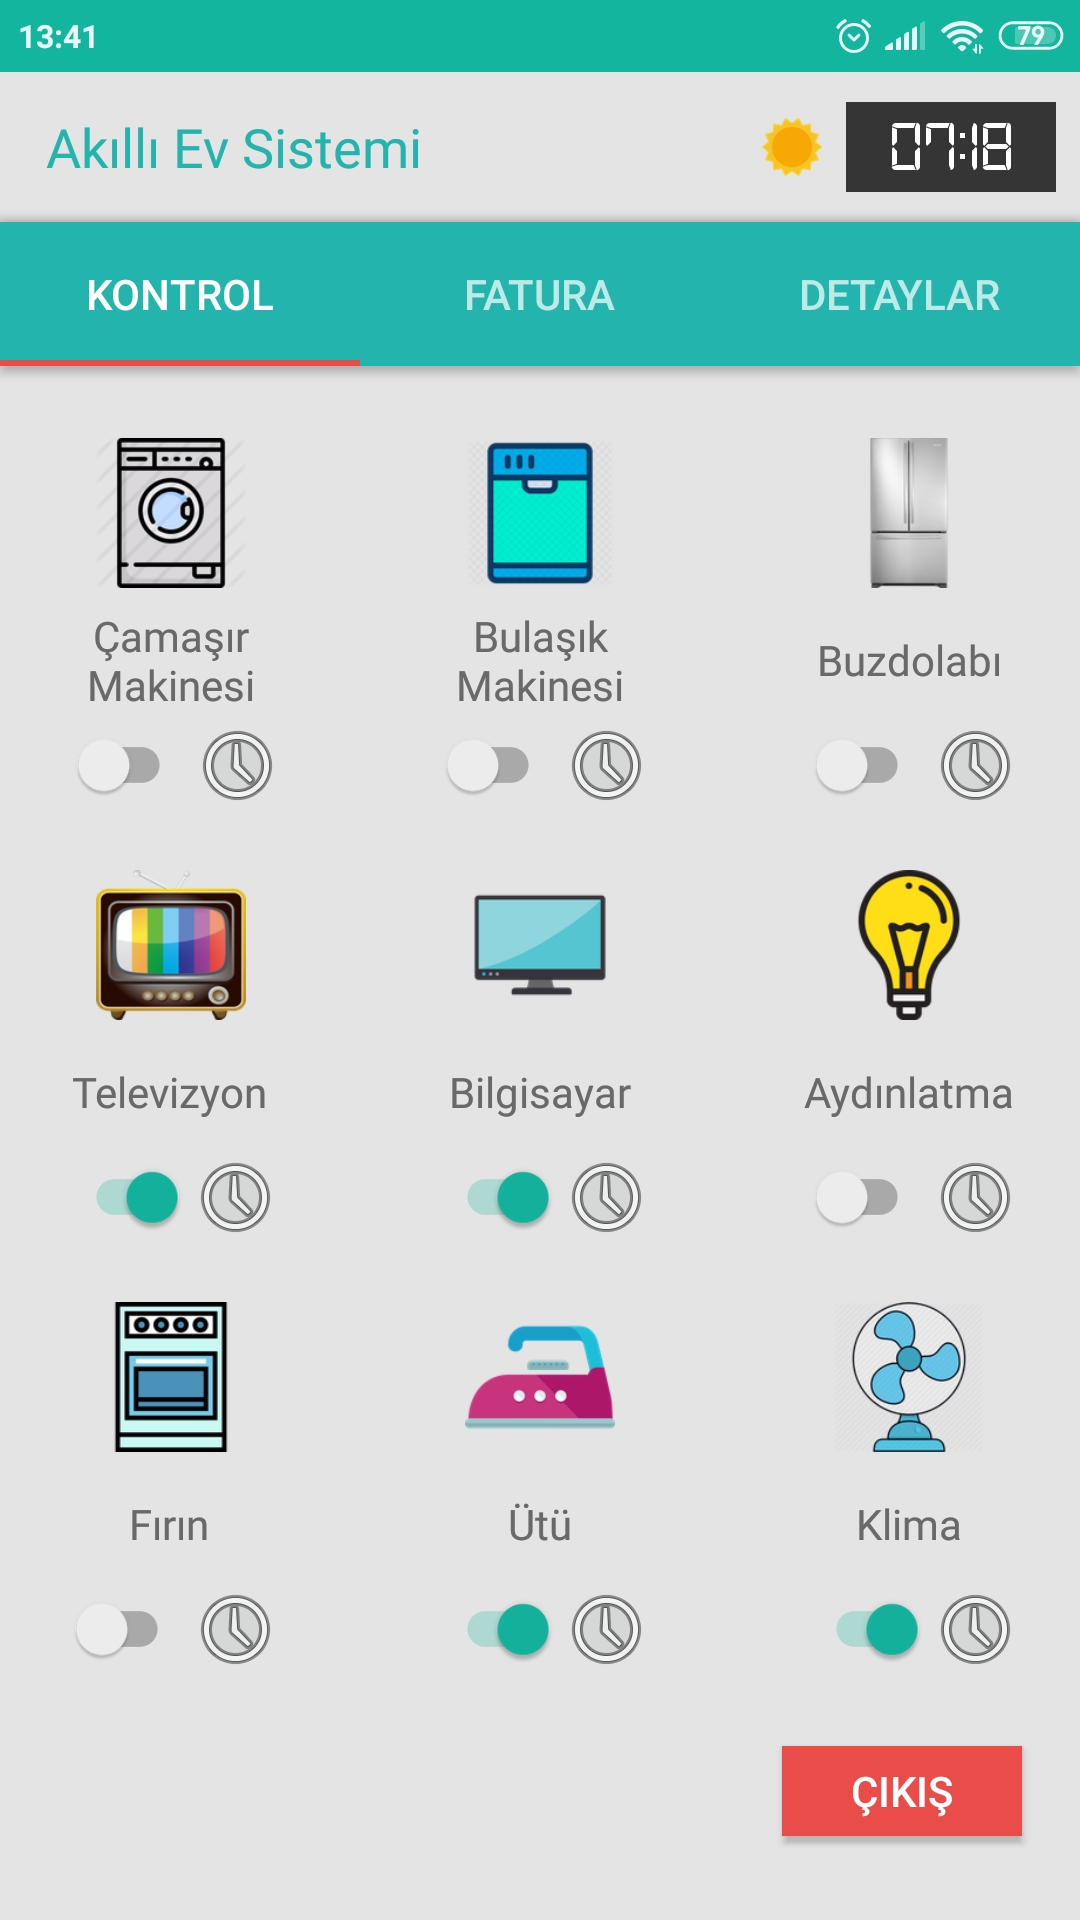 13:41
79
Akıllı Ev Sistemi
07:18
KONTROL
FATURA
DETAYLAR
Çamaşır
Makinesi
Bulaşık
Makinesi
Buzdolabı
Televizyon
Bilgisayar
Aydınlatma
Fırın
Ütü
Klima
ÇIKIŞ